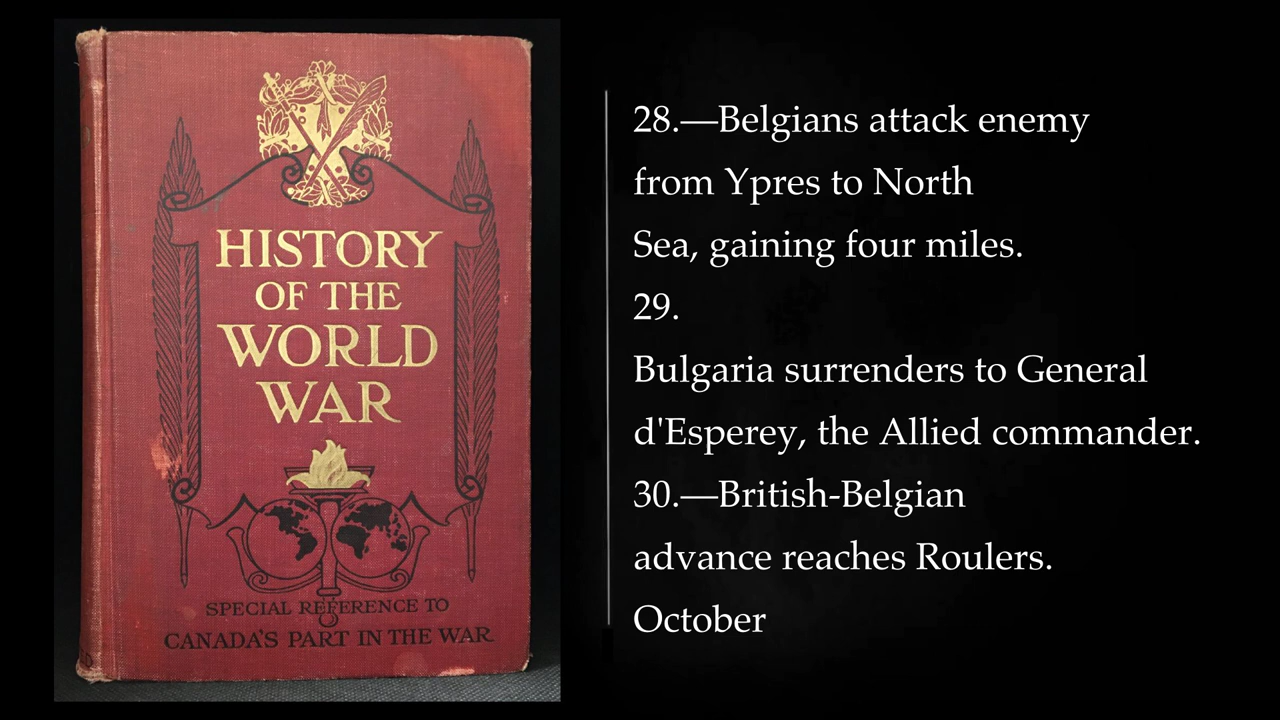 HISTORY
OF THE
WORLD
WAR
SPECIAL REFERENCE TO
CANADA'S PART IN THE WAR
28.—Belgians attack enemy
from Ypres to North
Sea, gaining four miles.
29.
Bulgaria surrenders to General
d'Esperey, the Allied commander.
30.—British-Belgian
advance reaches Roulers.
October